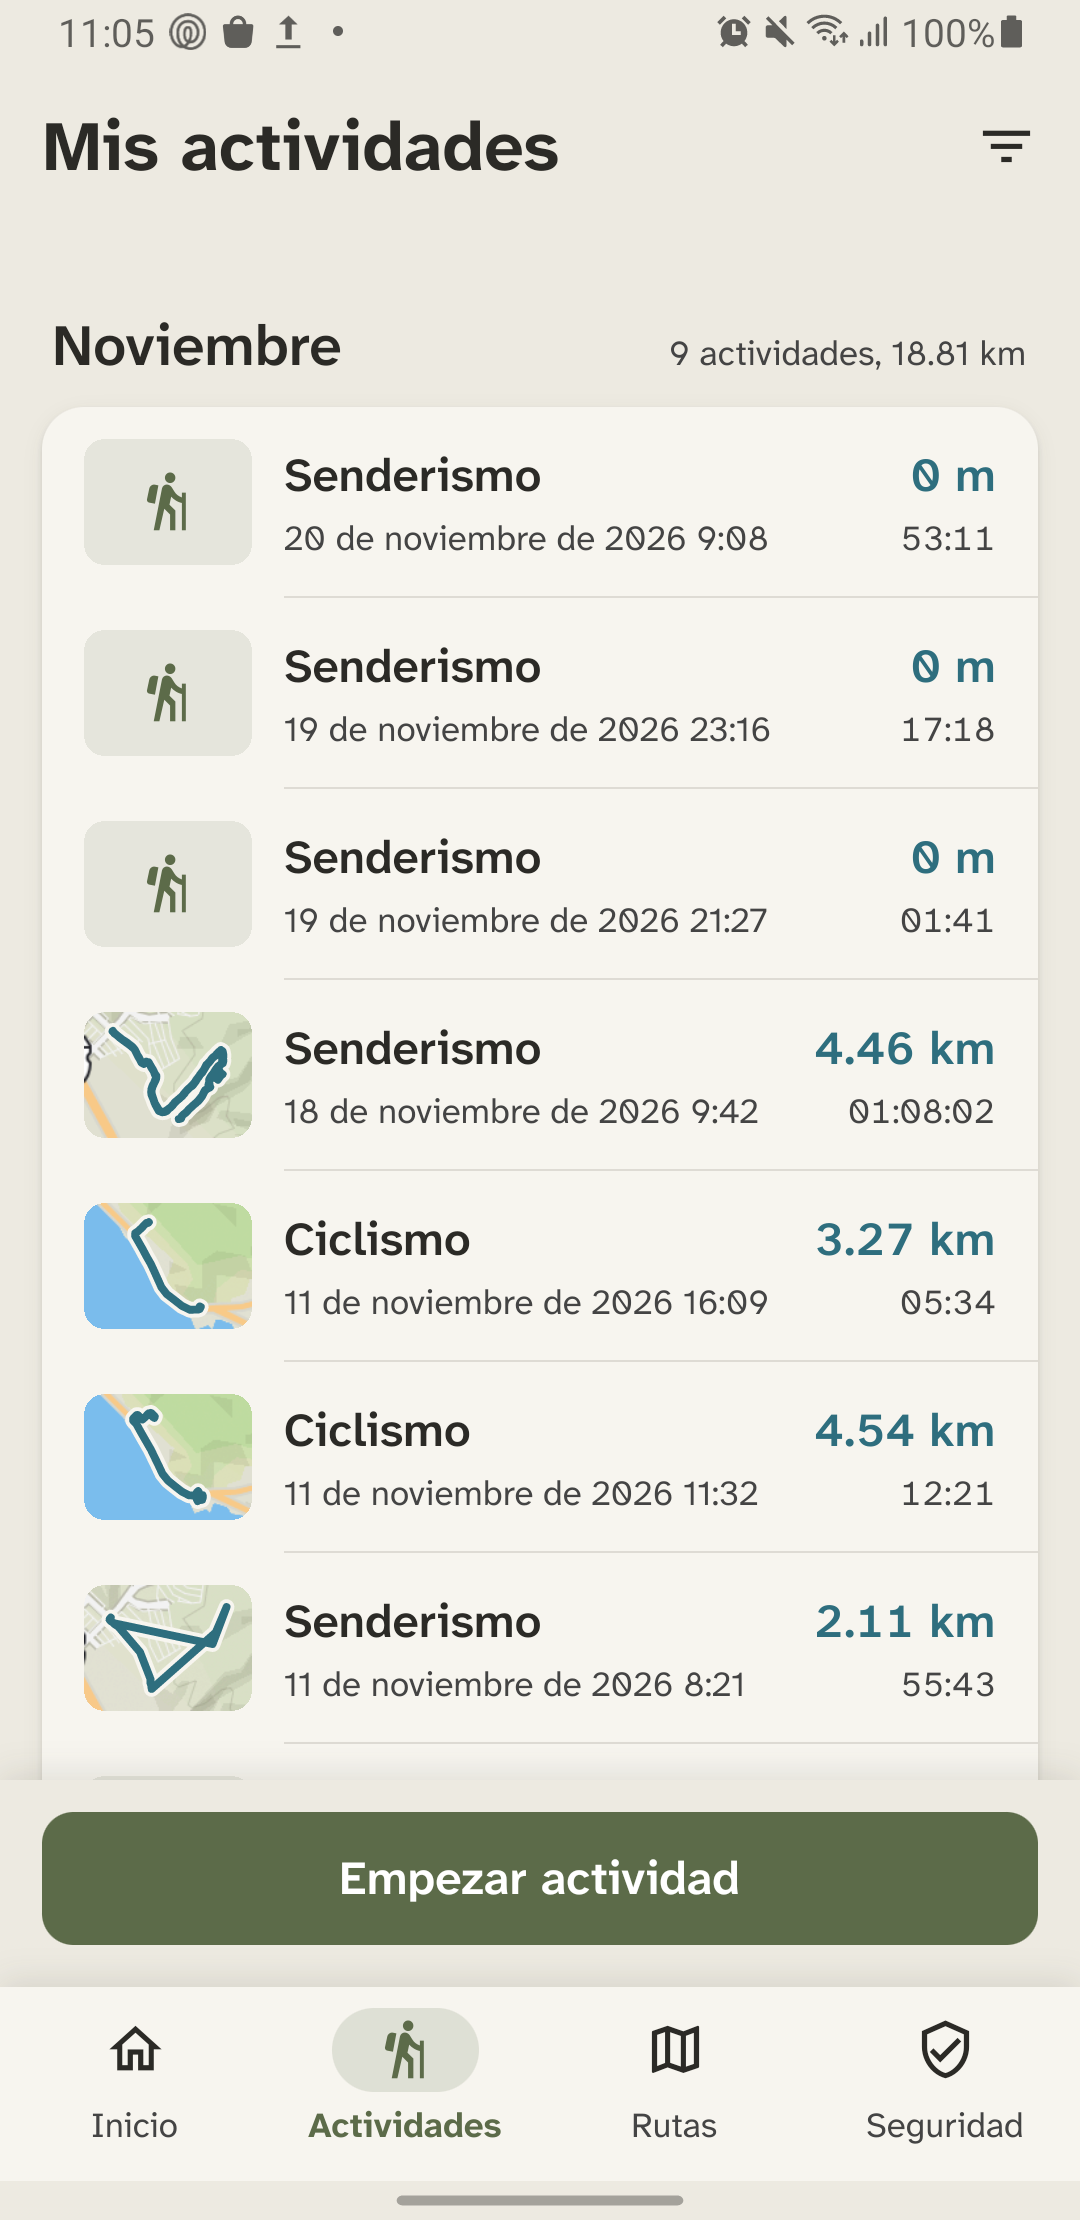 11:05 100%
Mis actividades
Noviembre 9 actividades, 18.81 km
Senderismo 0 m
20 de noviembre de 2026 9:08 53:11
Senderismo 0 m
19 de noviembre de 2026 23:16 17:18
Senderismo 0 m
19 de noviembre de 2026 21:27 01:41
Senderismo 4.46 km
18 de noviembre de 2026 9:42 01:08:02
Ciclismo 3.27 km
11 de noviembre de 2026 16:09 05:34
Ciclismo 4.54 km
11 de noviembre de 2026 11:32 12:21
Senderismo 2.11 km
11 de noviembre de 2026 8:21 55:43
Empezar actividad
Inicio Actividades Rutas Seguridad